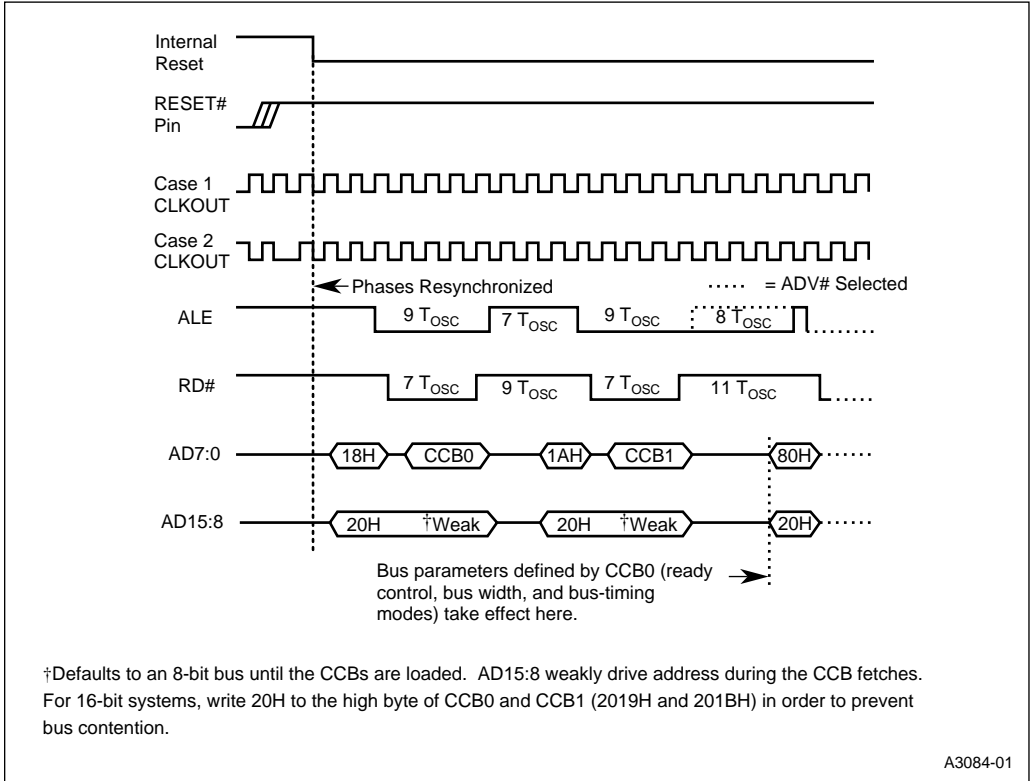 Internal
Reset
RESET#
Pin
Case 1
CLKOUT
Case 2
CLKOUT
Phases Resynchronized
= ADV# Selected
ALE
9 TOSC
7 TOSC
9 TOSC
8 TOSC
RD#
7 TOSC
9 TOSC
7 TOSC
11 TOSC
AD7:0
18H
CCB0
1AH
CCB1
80H
AD15:8
20H
†Weak
20H
†Weak
20H
Bus parameters defined by CCB0 (ready
control, bus width, and bus-timing
modes) take effect here.
†Defaults to an 8-bit bus until the CCBs are loaded. AD15:8 weakly drive address during the CCB fetches.
For 16-bit systems, write 20H to the high byte of CCB0 and CCB1 (2019H and 201BH) in order to prevent
bus contention.
A3084-01